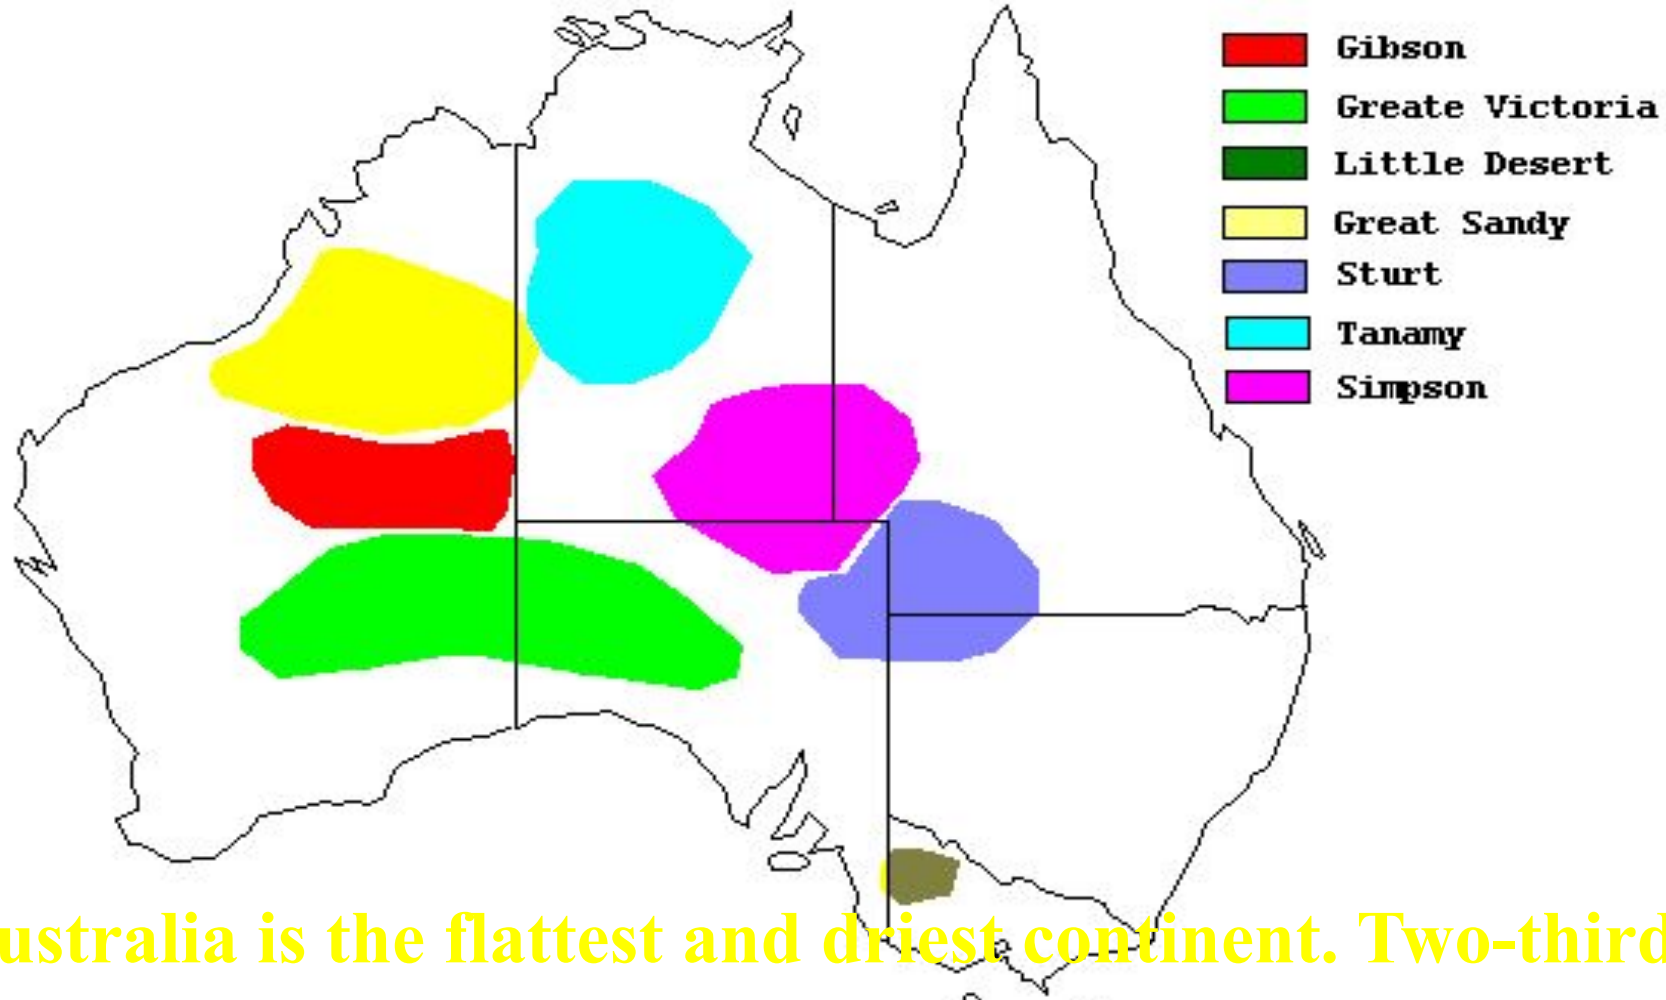 Gibson
Greate Victoria
Little Desert
Great Sandy
Sturt
Tanamy
Simpson
ustralia is the flattest and driest continent. Two-third